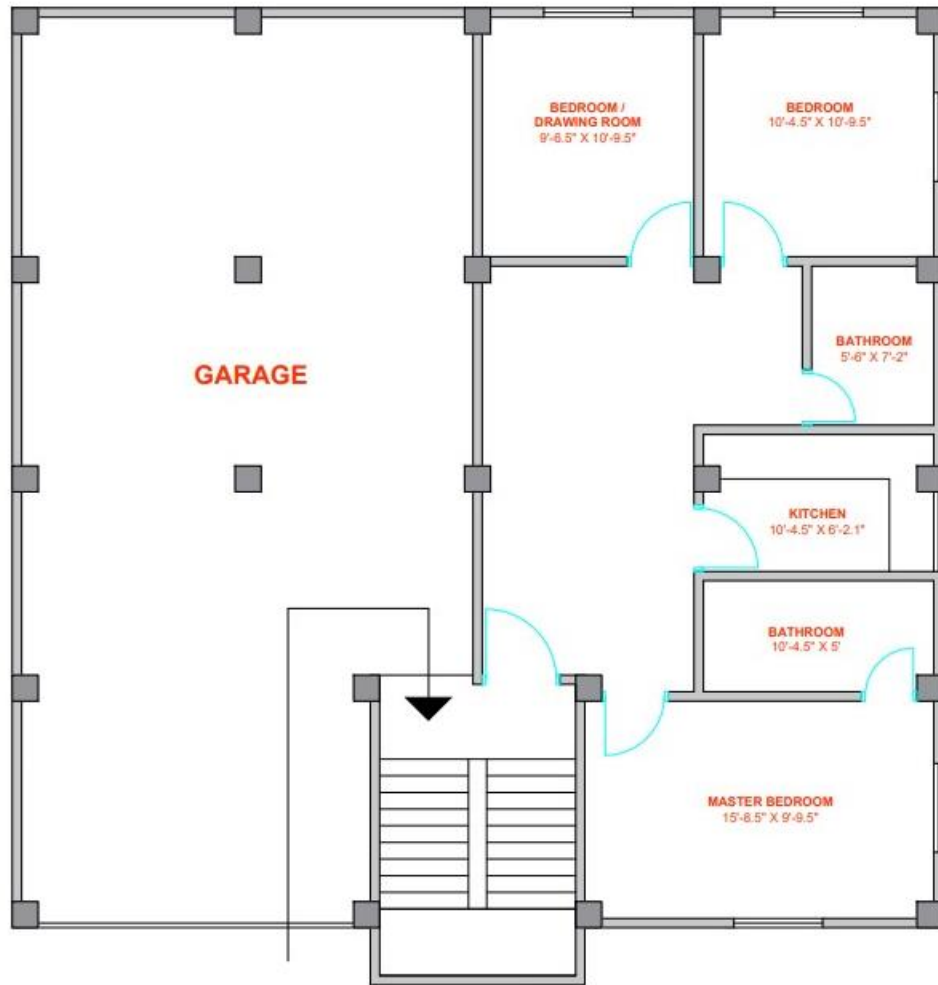 BEDROOM /
DRAWING ROOM
9'-6.5" X 10'-9.5"
BEDROOM
10'-4.5" X 10'-9.5"
BATHROOM
5'-6" X 7'-2"
GARAGE
KITCHEN
10'-4.5" X 6'-2.1"
BATHROOM
10'-4.5" X 5'
MASTER BEDROOM
15'-8.5" X 9'-9.5"